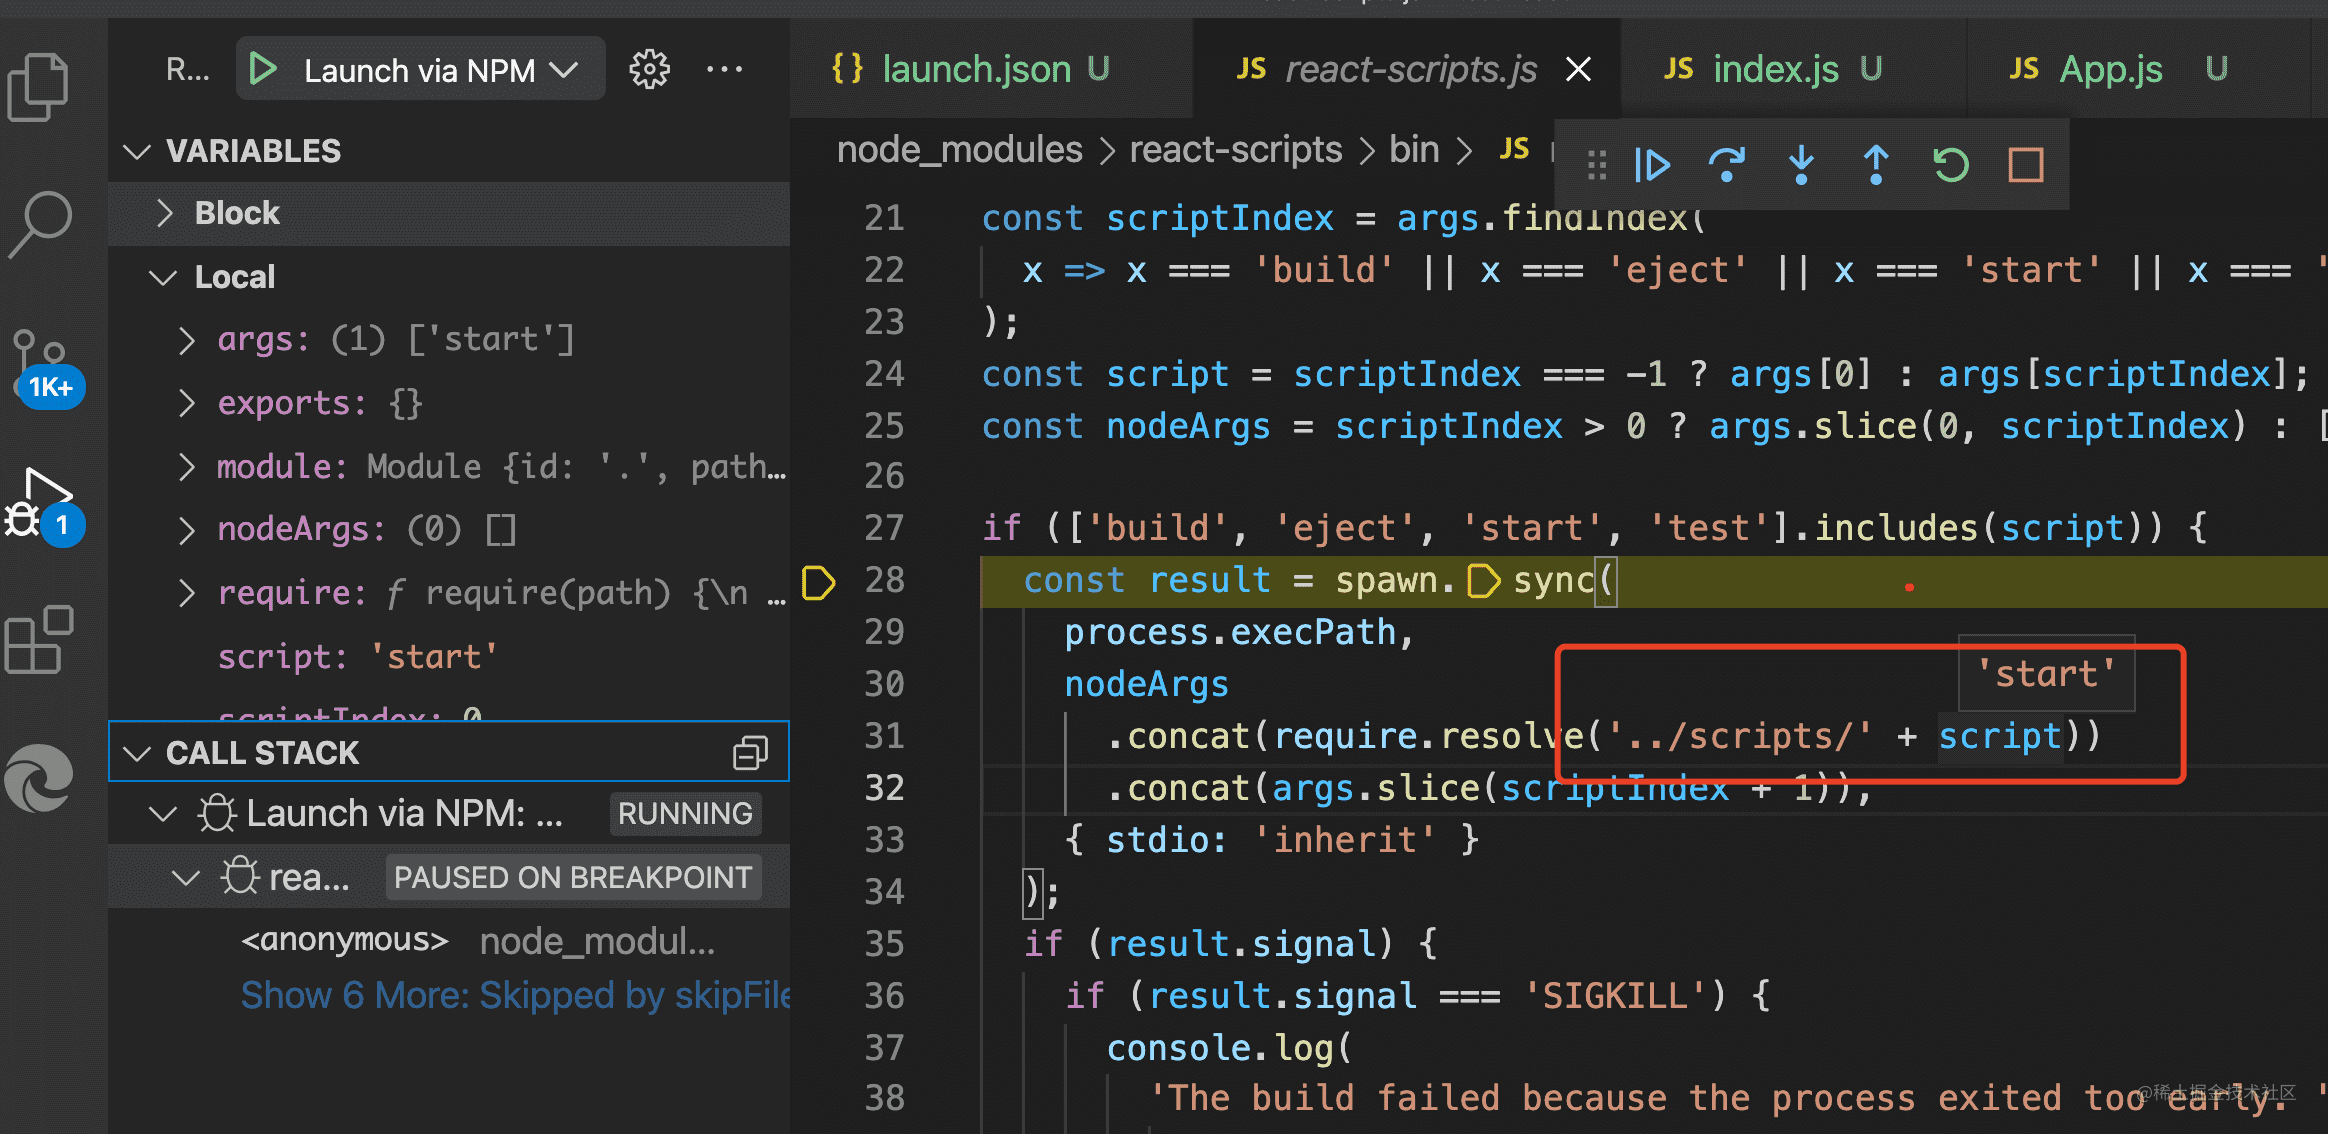 R... Launch via NPM
VARIABLES
Block
Local
args: (1) ['start']
exports: {}
module: Module {id: '.', path…
nodeArgs: (0) []
require: ƒ require(path) {\n …
script: 'start'
scriptIndex: 0
CALL STACK
Launch via NPM: ... RUNNING
rea... PAUSED ON BREAKPOINT
<anonymous> node_modul...
Show 6 More: Skipped by skipFile
1K+
1
{} launch.json U
JS react-scripts.js
JS index.js U
JS App.js U
node_modules > react-scripts > bin > JS
21 const scriptIndex = args.findIndex(
22 x => x === 'build' || x === 'eject' || x === 'start' || x === '
23 );
24 const script = scriptIndex === -1 ? args[0] : args[scriptIndex];
25 const nodeArgs = scriptIndex > 0 ? args.slice(0, scriptIndex) : [
26
27 if (['build', 'eject', 'start', 'test'].includes(script)) {
28 const result = spawn.sync(
29 process.execPath,
30 nodeArgs
'start'
31 .concat(require.resolve('../scripts/' + script))
32 .concat(args.slice(scriptIndex + 1)),
33 { stdio: 'inherit' }
34 );
35 if (result.signal) {
36 if (result.signal === 'SIGKILL') {
37 console.log(
38 'The build failed because the process exited too early. '
@稀土掘金技术社区